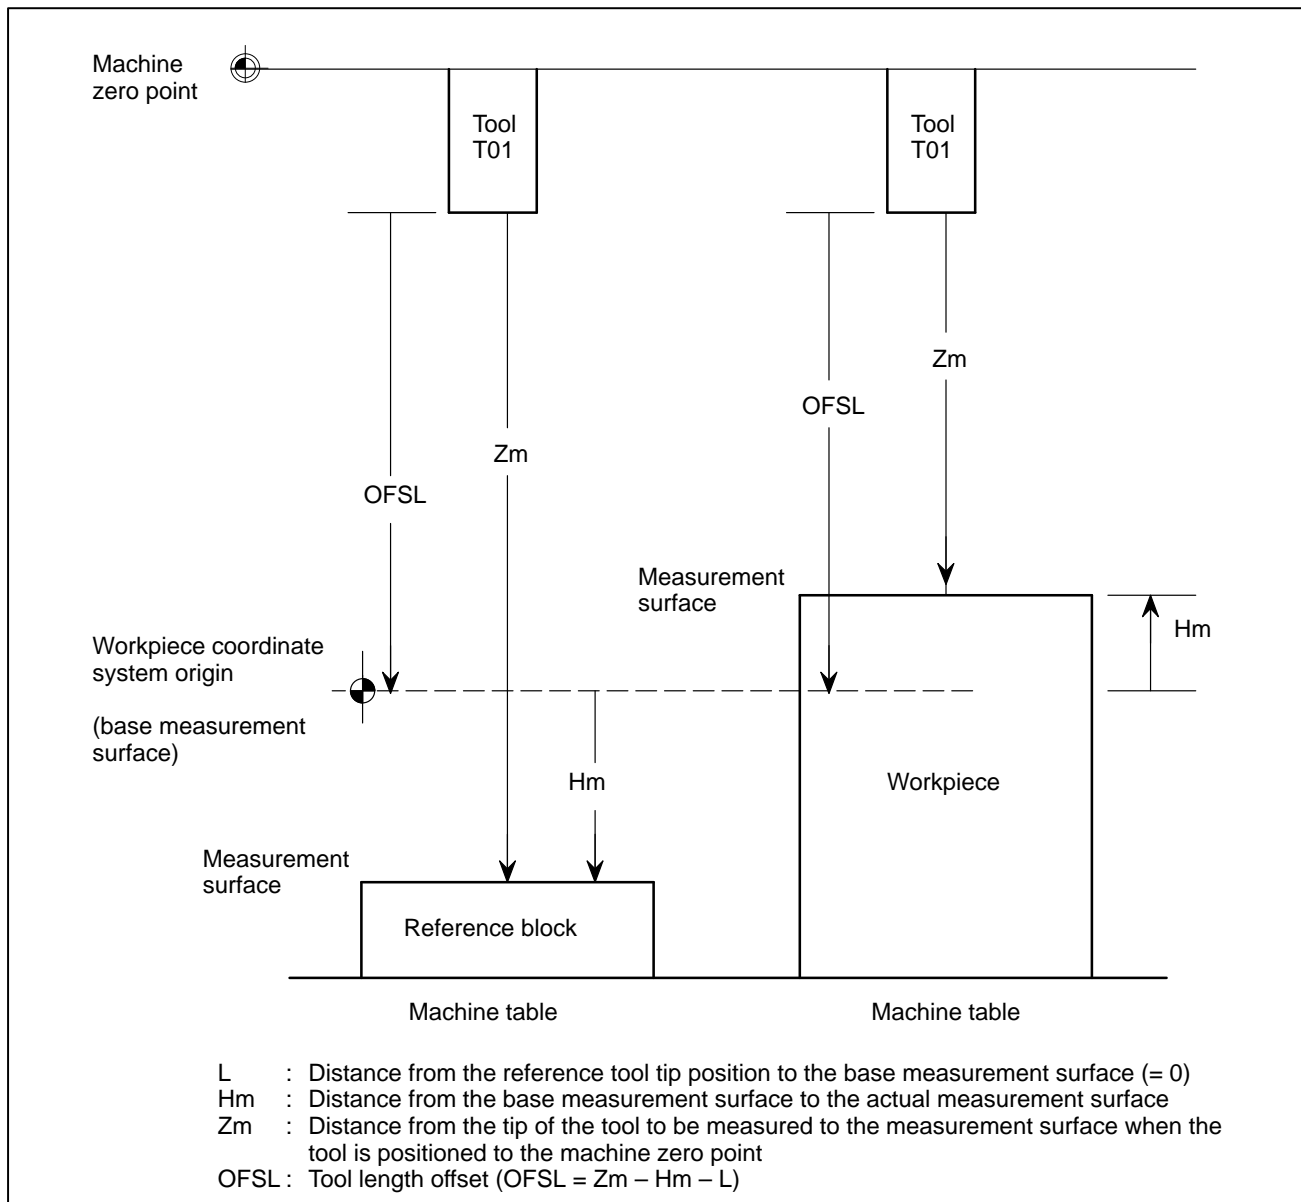 Machine
zero point
Tool
T01
Tool
T01
Zm
OFSL
Zm
OFSL
Measurement
surface
Hm
Workpiece coordinate
system origin
(base measurement
surface)
Hm
Workpiece
Measurement
surface
Reference block
Machine table
Machine table
L : Distance from the reference tool tip position to the base measurement surface (= 0)
Hm : Distance from the base measurement surface to the actual measurement surface
Zm : Distance from the tip of the tool to be measured to the measurement surface when the
tool is positioned to the machine zero point
OFSL : Tool length offset (OFSL = Zm – Hm – L)